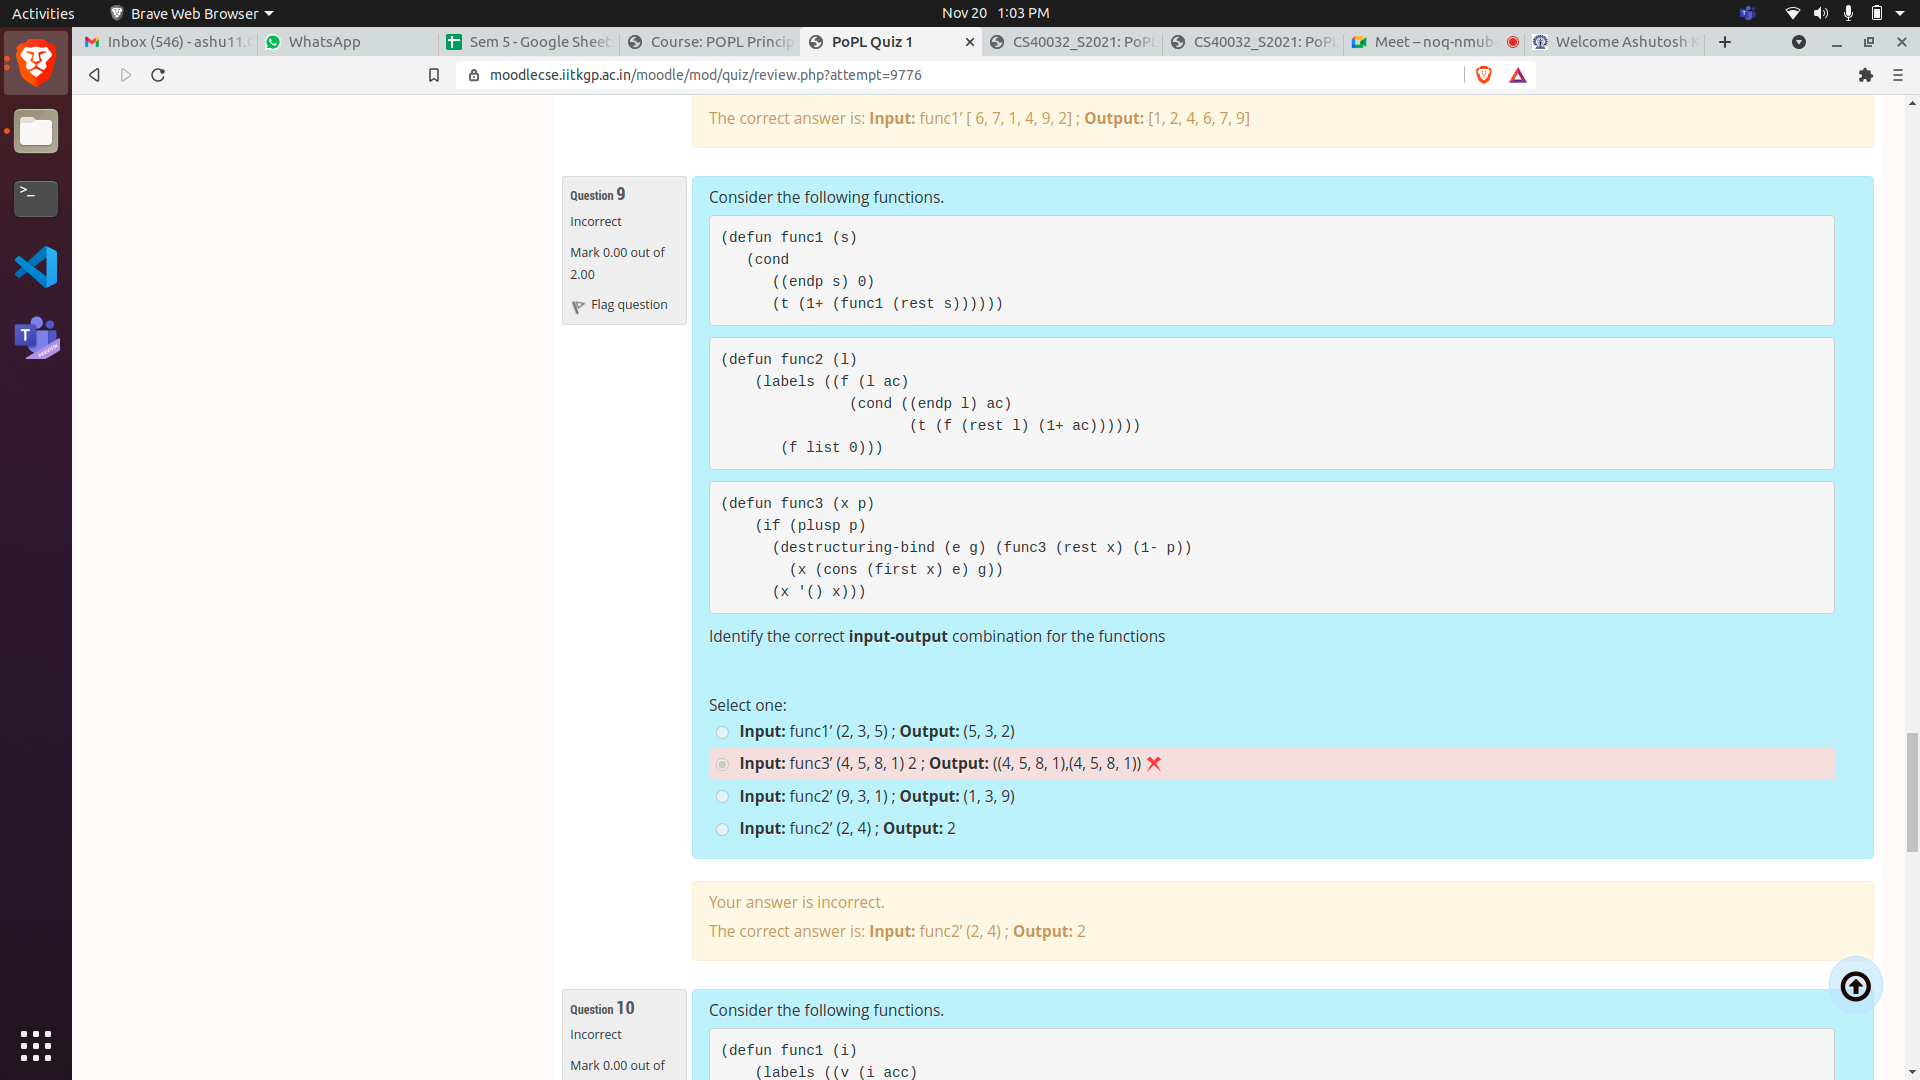 Activities
Brave Web Browser
Nov 20 1:03 PM
Inbox (546) - ashu11.
WhatsApp
Sem 5 - Google Sheet
Course: POPL Princip
PoPL Quiz 1
CS40032_S2021: PoPL
CS40032_S2021: PoPL
Meet – noq-nmub-
Welcome Ashutosh K
moodlecse.iitkgp.ac.in/moodle/mod/quiz/review.php?attempt=9776
The correct answer is: Input: func1’ [ 6, 7, 1, 4, 9, 2] ; Output: [1, 2, 4, 6, 7, 9]
Question 9
Incorrect
Mark 0.00 out of
2.00
Flag question
Consider the following functions.
(defun func1 (s)
(cond
((endp s) 0)
(t (1+ (func1 (rest s))))))
(defun func2 (l)
(labels ((f (l ac)
(cond ((endp l) ac)
(t (f (rest l) (1+ ac))))))
(f list 0)))
(defun func3 (x p)
(if (plusp p)
(destructuring-bind (e g) (func3 (rest x) (1- p))
(x (cons (first x) e) g))
(x '() x)))
Identify the correct input-output combination for the functions
Select one:
Input: func1’ (2, 3, 5) ; Output: (5, 3, 2)
Input: func3’ (4, 5, 8, 1) 2 ; Output: ((4, 5, 8, 1),(4, 5, 8, 1))
Input: func2’ (9, 3, 1) ; Output: (1, 3, 9)
Input: func2’ (2, 4) ; Output: 2
Your answer is incorrect.
The correct answer is: Input: func2’ (2, 4) ; Output: 2
Question 10
Incorrect
Mark 0.00 out of
Consider the following functions.
(defun func1 (i)
(labels ((v (i acc)